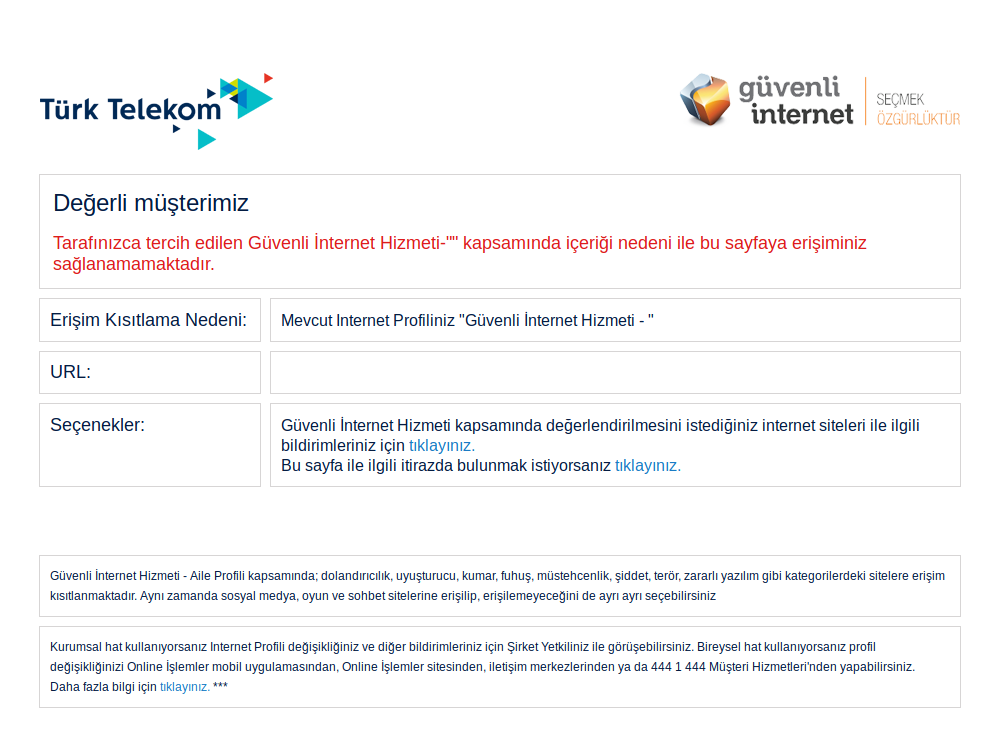 Türk Telekom
güvenli
internet
SEÇMEK
ÖZGÜRLÜKTÜR
Değerli müşterimiz
Tarafınızca tercih edilen Güvenli İnternet Hizmeti-"" kapsamında içeriği nedeni ile bu sayfaya erişiminiz
sağlanamamaktadır.
Erişim Kısıtlama Nedeni:
Mevcut Internet Profiliniz "Güvenli İnternet Hizmeti - "
URL:
Seçenekler:
Güvenli İnternet Hizmeti kapsamında değerlendirilmesini istediğiniz internet siteleri ile ilgili
bildirimleriniz için tıklayınız.
Bu sayfa ile ilgili itirazda bulunmak istiyorsanız tıklayınız.
Güvenli İnternet Hizmeti - Aile Profili kapsamında; dolandırıcılık, uyuşturucu, kumar, fuhuş, müstehcenlik, şiddet, terör, zararlı yazılım gibi kategorilerdeki sitelere erişim
kısıtlanmaktadır. Aynı zamanda sosyal medya, oyun ve sohbet sitelerine erişilip, erişilemeyeceğini de ayrı ayrı seçebilirsiniz
Kurumsal hat kullanıyorsanız Internet Profili değişikliğiniz ve diğer bildirimleriniz için Şirket Yetkiliniz ile görüşebilirsiniz. Bireysel hat kullanıyorsanız profil
değişikliğinizi Online İşlemler mobil uygulamasından, Online İşlemler sitesinden, iletişim merkezlerinden ya da 444 1 444 Müşteri Hizmetleri'nden yapabilirsiniz.
Daha fazla bilgi için tıklayınız. ***